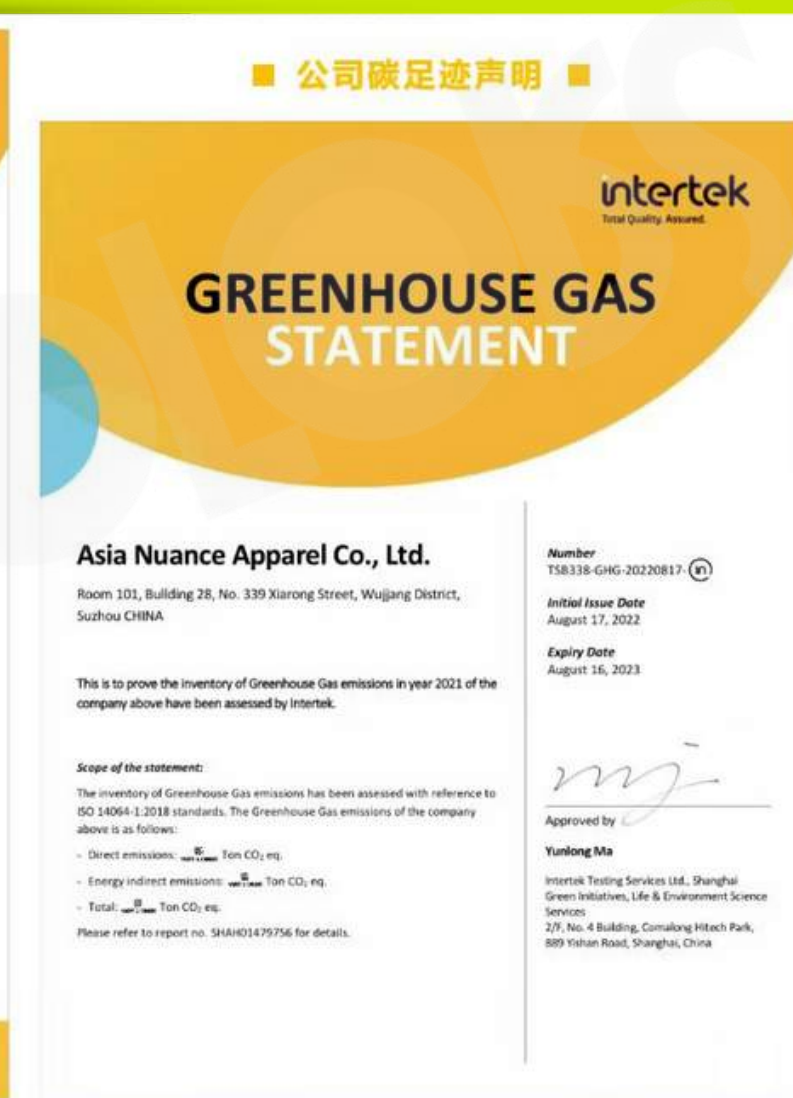 公司碳足迹声明
intertek
Total Quality. Assured.
GREENHOUSE GAS
STATEMENT
Asia Nuance Apparel Co., Ltd.
Room 101, Building 28, No. 339 Xiarong Street, Wujjang District,
Suzhou CHINA
This is to prove the inventory of Greenhouse Gas emissions in year 2021 of the
company above have been assessed by Intertek.
Scope of the statement:
The inventory of Greenhouse Gas emissions has been assessed with reference to
ISO 14064-1:2018 standards. The Greenhouse Gas emissions of the company
above is as follows:
- Direct emissions: Ton CO₂ eq.
- Energy indirect emissions: Ton CO₂ eq.
- Total: Ton CO₂ eq.
Please refer to report no. SHAH01479756 for details.
Number
TSB338-GHG-20220817-in
Initial Issue Date
August 17, 2022
Expiry Date
August 16, 2023
Approved by
Yunlong Ma
Intertek Testing Services Ltd., Shanghai
Green Initiatives, Life & Environment Science
Services
2/F, No. 4 Building, Comalong Hitech Park,
889 Yishan Road, Shanghai, China